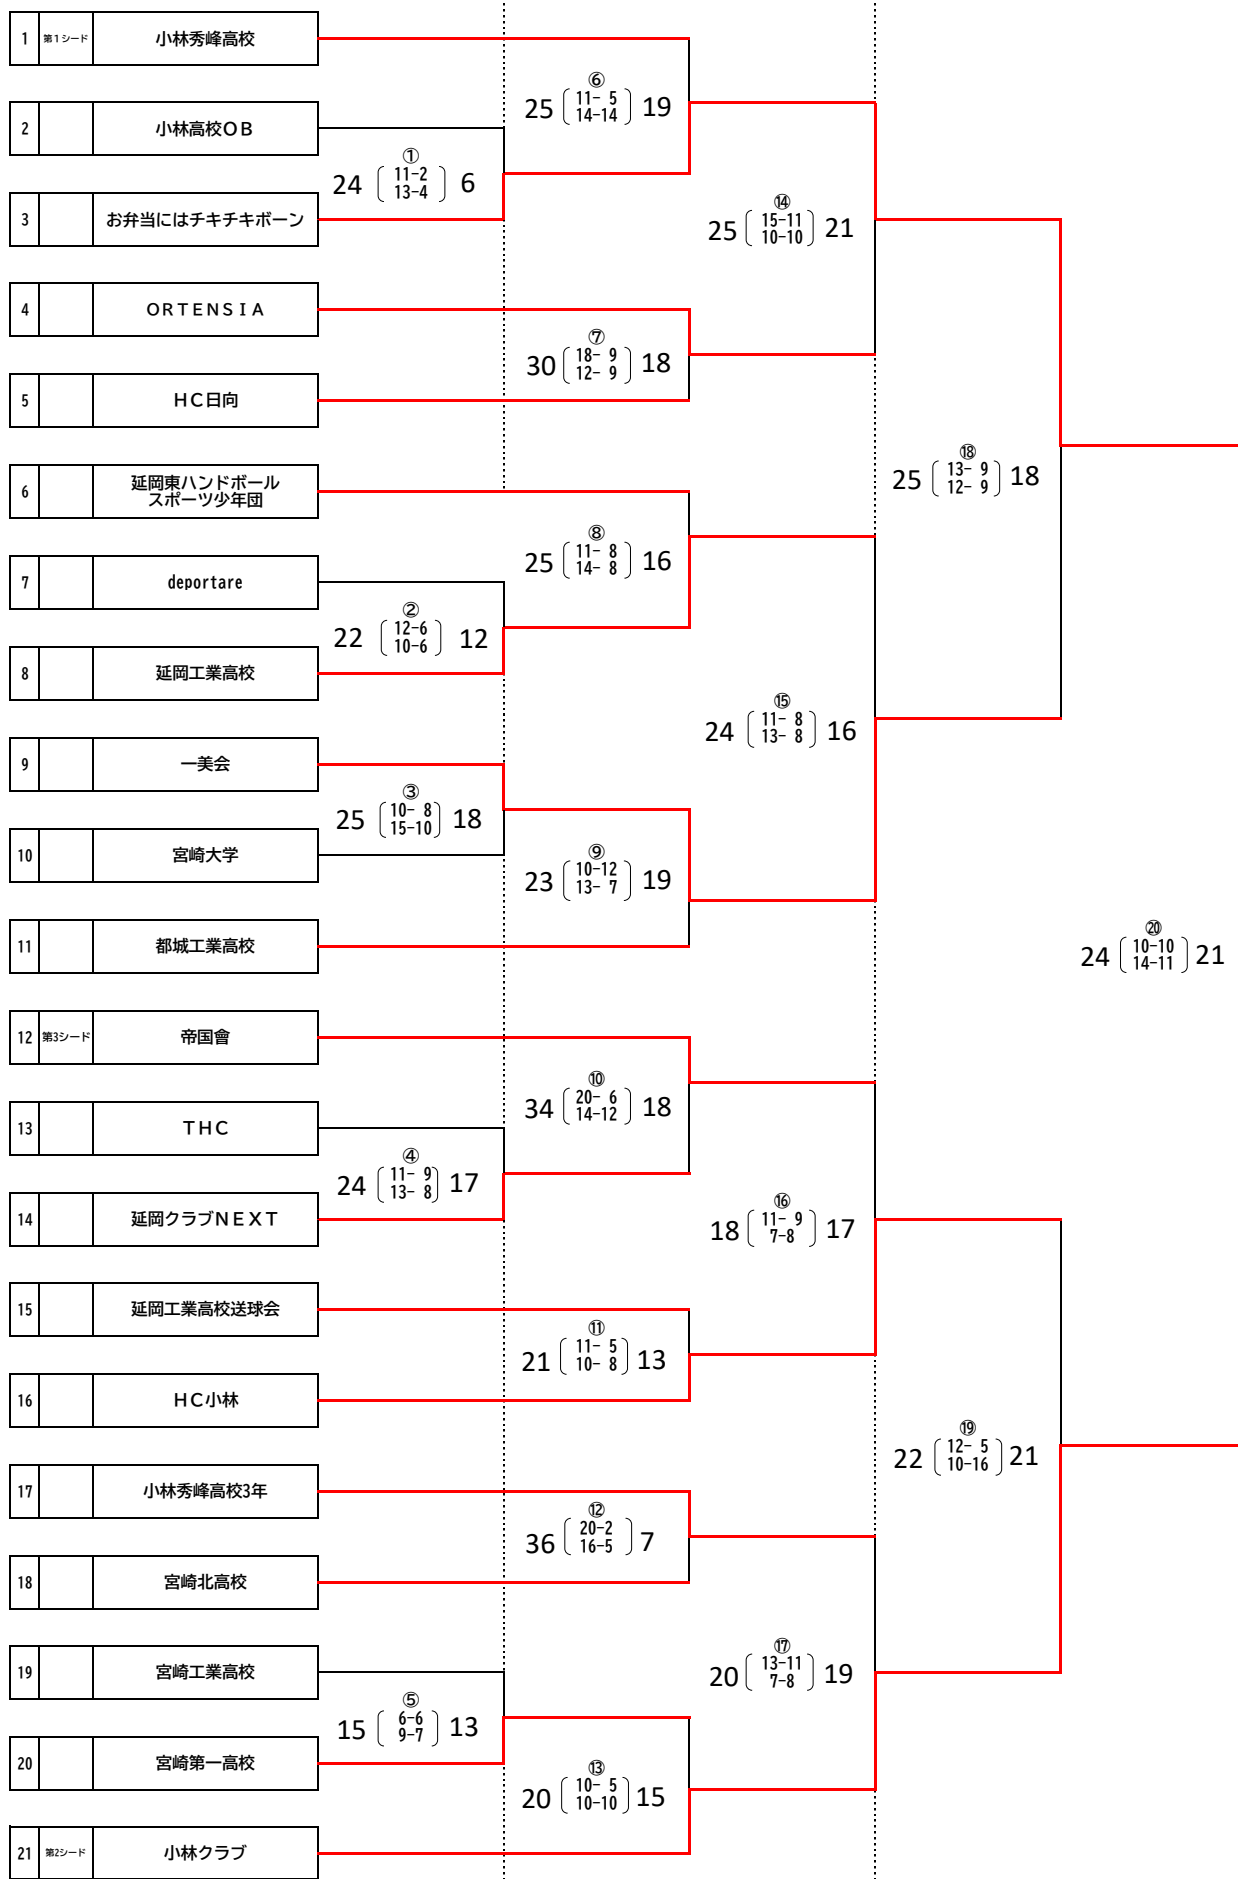 1 第1シード 小林秀峰高校
⑥
25 11- 5 19
14-14
2 小林高校OB
①
24 11-2 6
13-4
3 お弁当にはチキチキボーン
⑭
25 15-11 21
10-10
4 ORTENSIA
⑦
30 18- 9 18
12- 9
5 HC日向
⑱
25 13- 9 18
12- 9
6 延岡東ハンドボール
スポーツ少年団
⑧
25 11- 8 16
14- 8
7 deportare
②
22 12-6 12
10-6
8 延岡工業高校
⑮
24 11- 8 16
13- 8
9 一美会
③
25 10- 8 18
15-10
10 宮崎大学
⑨
23 10-12 19
13- 7
11 都城工業高校
⑳
24 10-10 21
14-11
12 第3シード 帝国會
⑩
34 20- 6 18
14-12
13 THC
④
24 11- 9 17
13- 8
14 延岡クラブNEXT
⑯
18 11- 9 17
7-8
15 延岡工業高校送球会
⑪
21 11- 5 13
10- 8
16 HC小林
⑲
22 12- 5 21
10-16
17 小林秀峰高校3年
⑫
36 20-2 7
16-5
18 宮崎北高校
⑰
20 13-11 19
7-8
19 宮崎工業高校
⑤
15 6-6 13
9-7
20 宮崎第一高校
⑬
20 10- 5 15
10-10
21 第2シード 小林クラブ